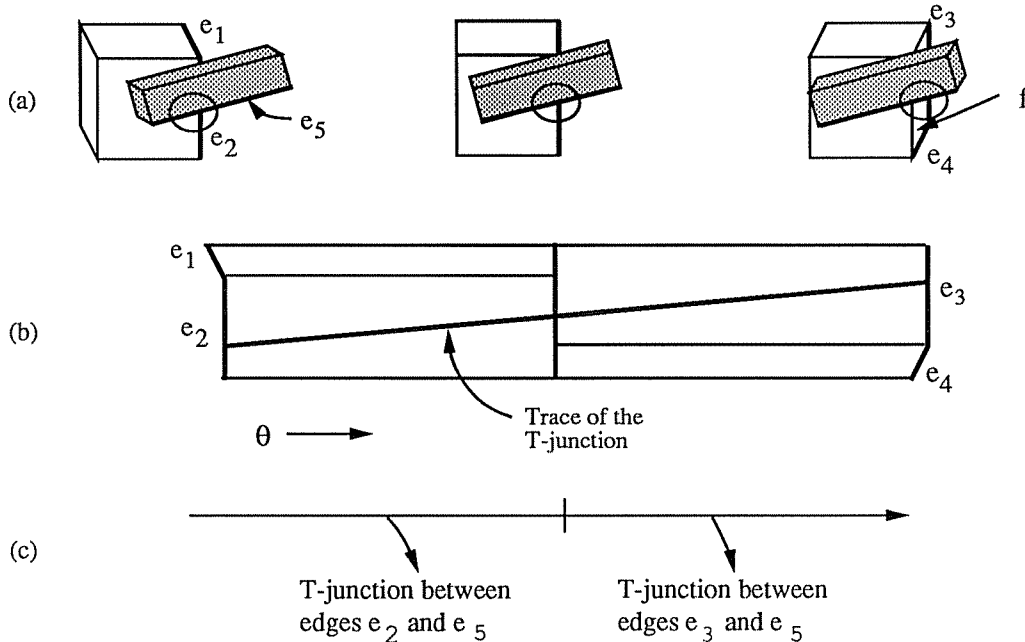 (a)
e1
e2
e5
e3
e4
f
(b)
e1
e2
e3
e4
θ
Trace of the
T-junction
(c)
T-junction between
edges e2 and e5
T-junction between
edges e3 and e5